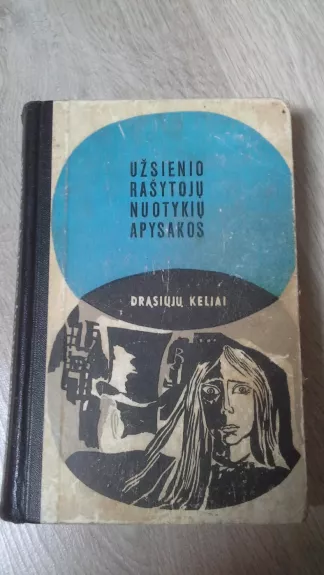 UŽSIENIO
RAŠYTOJŲ
NUOTYKIŲ
APYSAKOS
DRĄSIŲJŲ KELIAI